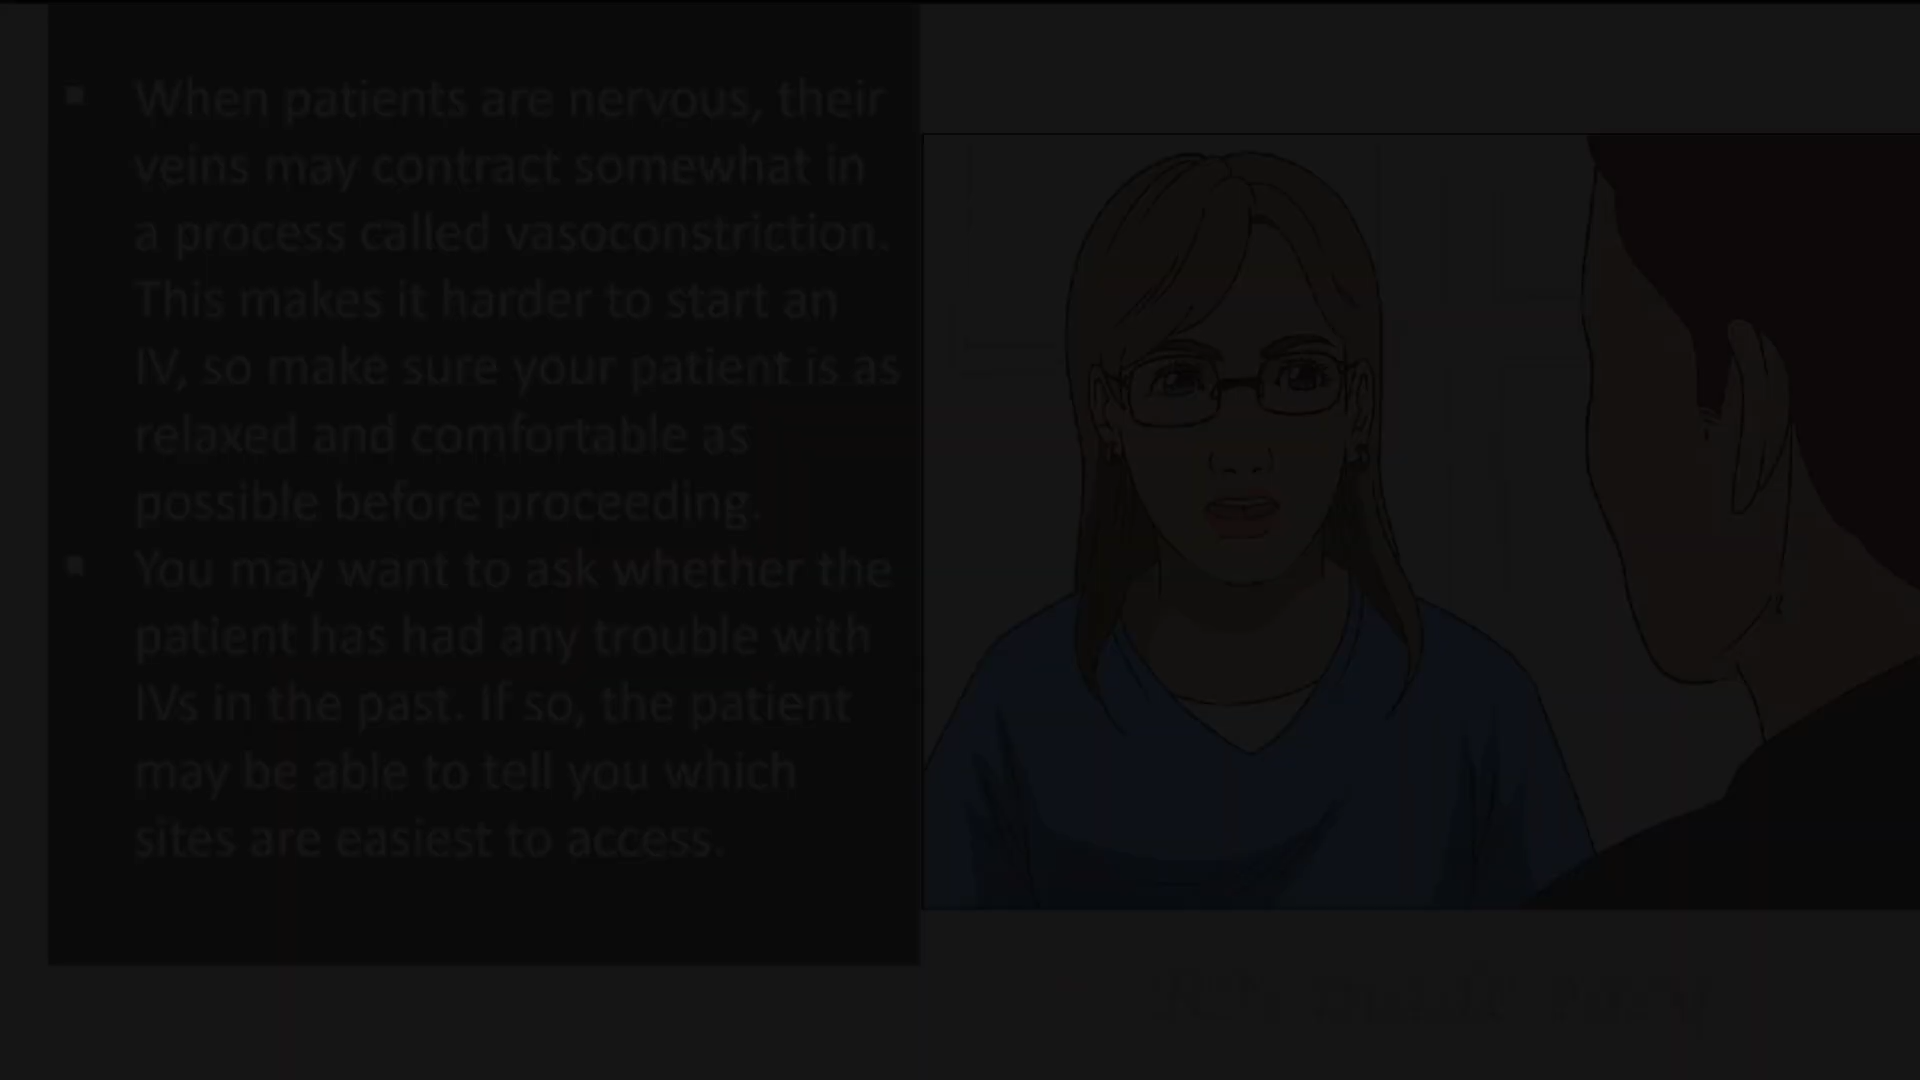 ▪ When patients are nervous, their
veins may contract somewhat in
a process called vasoconstriction.
This makes it harder to start an
IV, so make sure your patient is as
relaxed and comfortable as
possible before proceeding.
▪ You may want to ask whether the
patient has had any trouble with
IVs in the past. If so, the patient
may be able to tell you which
sites are easiest to access.